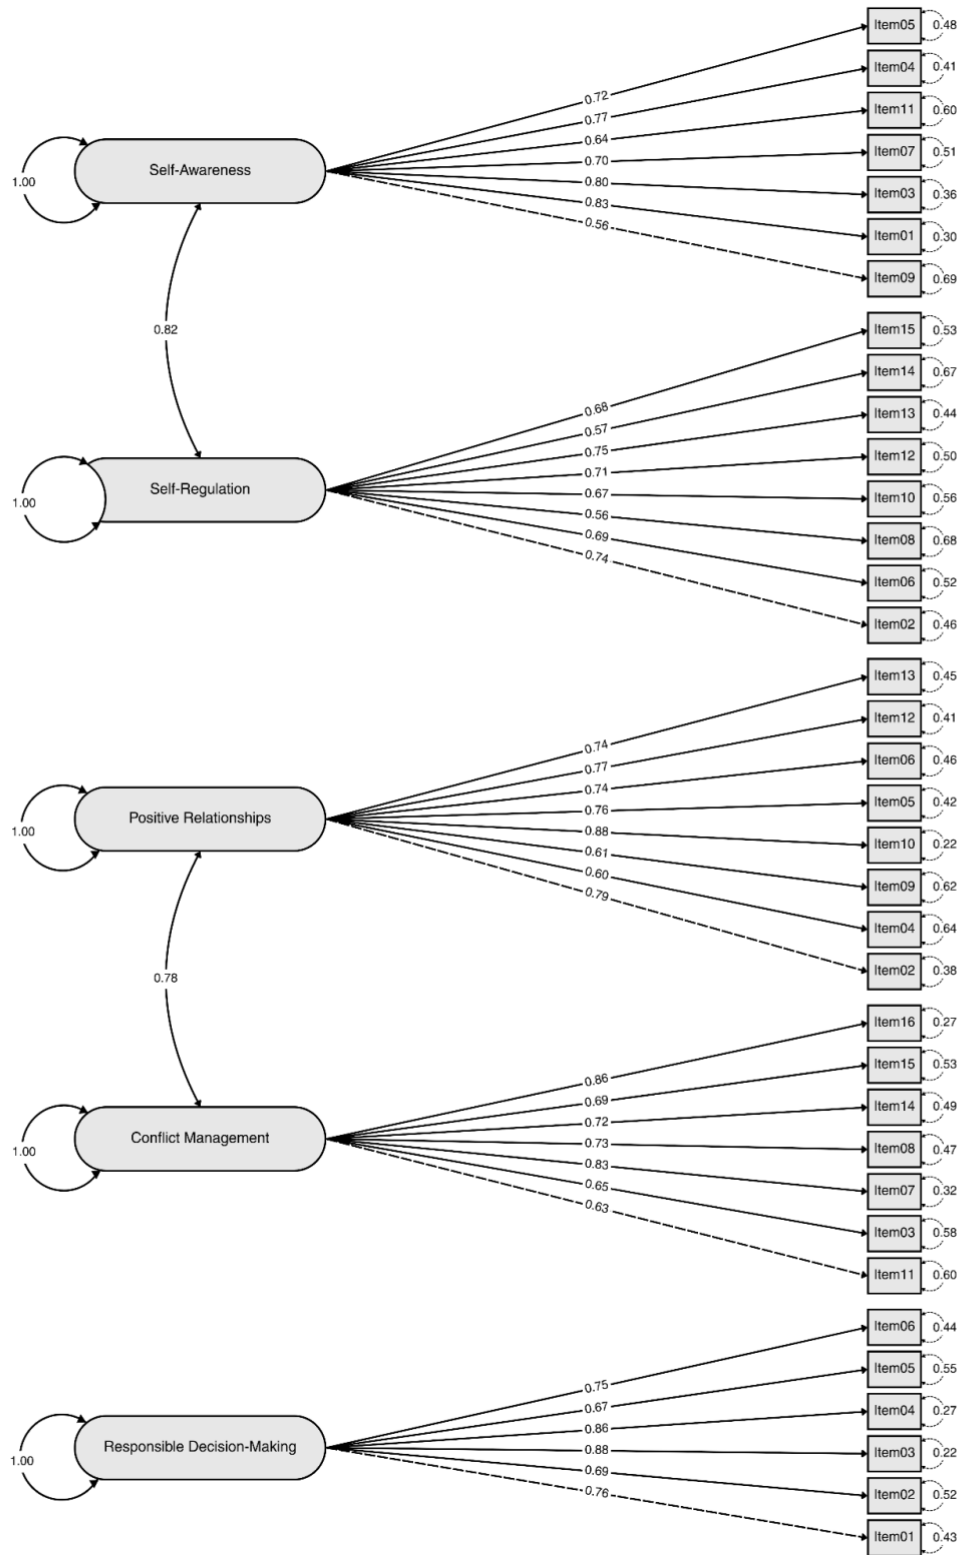 Item05 0.48
Item04 0.41
0.72
0.77
Item11 0.60
0.64
Self-Awareness
0.70
Item07 0.51
1.00
0.80
Item03 0.36
0.83
0.56
Item01 0.30
Item09 0.69
0.82
Item15 0.53
Item14 0.67
0.68
Item13 0.44
0.57
0.75
Item12 0.50
0.71
Self-Regulation
0.67
Item10 0.56
1.00
0.56
0.69
Item08 0.68
0.74
Item06 0.52
Item02 0.46
Item13 0.45
Item12 0.41
0.74
Item06 0.46
0.77
0.74
Item05 0.42
0.76
Positive Relationships
1.00
0.88
Item10 0.22
0.61
0.60
Item09 0.62
0.79
Item04 0.64
0.78
Item02 0.38
Item16 0.27
Item15 0.53
0.86
0.69
Item14 0.49
0.72
Conflict Management
0.73
Item08 0.47
1.00
0.83
0.65
Item07 0.32
0.63
Item03 0.58
Item11 0.60
Item06 0.44
Item05 0.55
0.75
0.67
Item04 0.27
0.86
Responsible Decision-Making
0.88
Item03 0.22
1.00
0.69
0.76
Item02 0.52
Item01 0.43